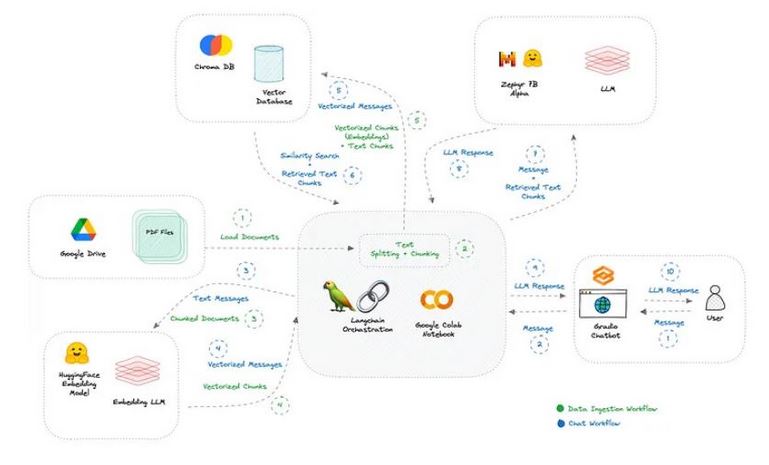 Chroma DB
Vector
Database
Zephyr 7B
Alpha
LLM
5
Vectorized Messages
5
Vectorized Chunks
(Embeddings)
+ Text Chunks
Similarity Search
+
Retrieved Text
Chunks
6
LLM Response
8
7
Message
+
Retrieved Text
Chunks
Google Drive
PDF Files
1
Load Documents
Text
Splitting + Chunking
2
3
Text Messages
Chunked Documents
3
4
Vectorized Messages
Vectorized Chunks
4
HuggingFace
Embedding
Model
Embedding LLM
Langchain
Orchestration
Google Colab
Notebook
9
LLM Response
Message
2
Gradio
Chatbot
10
LLM Response
Message
1
User
Data Ingestion Workflow
Chat Workflow